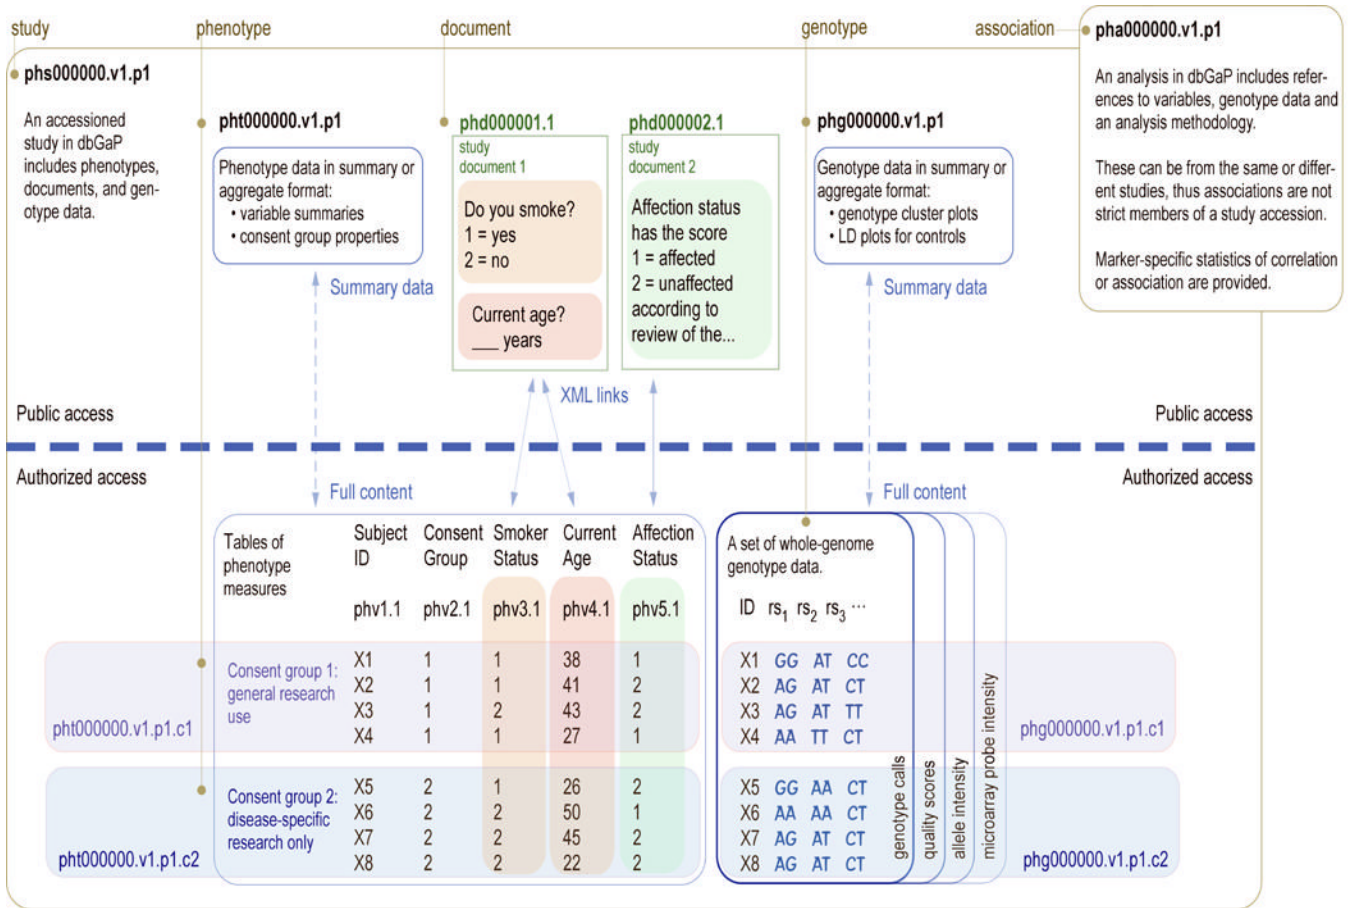 study
phenotype
document
genotype
association
pha000000.v1.p1
An analysis in dbGaP includes refer-
ences to variables, genotype data and
an analysis methodology.
These can be from the same or differ-
ent studies, thus associations are not
strict members of a study accession.
Marker-specific statistics of correlation
or association are provided.
phs000000.v1.p1
An accessioned
study in dbGaP
includes phenotypes,
documents, and gen-
otype data.
pht000000.v1.p1
Phenotype data in summary or
aggregate format:
• variable summaries
• consent group properties
phd000001.1
study
document 1
Do you smoke?
1 = yes
2 = no
Current age?
___ years
phd000002.1
study
document 2
Affection status
has the score
1 = affected
2 = unaffected
according to
review of the...
phg000000.v1.p1
Genotype data in summary or
aggregate format:
• genotype cluster plots
• LD plots for controls
Summary data
XML links
Summary data
Public access
Public access
Authorized access
Authorized access
Full content
Full content
Tables of
phenotype
measures
Subject ID Consent Group Smoker Status Current Age Affection Status
phv1.1 phv2.1 phv3.1 phv4.1 phv5.1
A set of whole-genome
genotype data.
ID rs1 rs2 rs3 ...
Consent group 1:
general research
use
pht000000.v1.p1.c1
X1 1 1 38 1
X2 1 1 41 2
X3 1 2 43 2
X4 1 1 27 1
X1 GG AT CC
X2 AG AT CT
X3 AG AT TT
X4 AA TT CT
phg000000.v1.p1.c1
Consent group 2:
disease-specific
research only
pht000000.v1.p1.c2
X5 2 1 26 2
X6 2 2 50 1
X7 2 2 45 2
X8 2 2 22 2
X5 GG AA CT
X6 AA AA CT
X7 AG AT CT
X8 AG AT CT
phg000000.v1.p1.c2
genotype calls
quality scores
allele intensity
microarray probe intensity